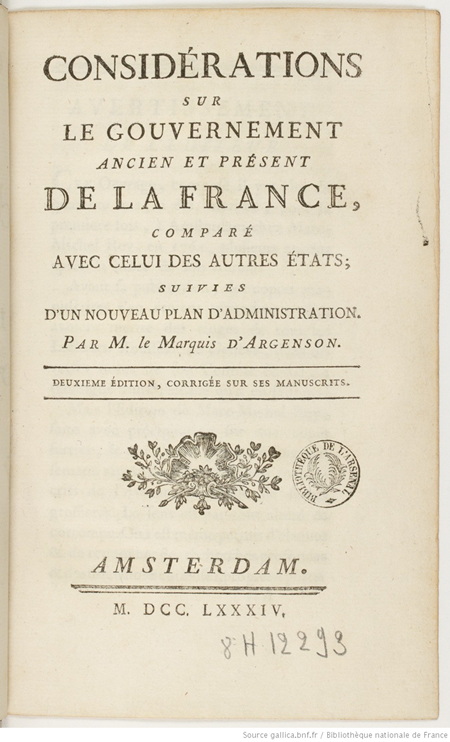 CONSIDÉRATIONS
SUR
LE GOUVERNEMENT
ANCIEN ET PRÉSENT
DE LA FRANCE,
COMPARÉ
AVEC CELUI DES AUTRES ÉTATS;
SUIVIES
D'UN NOUVEAU PLAN D'ADMINISTRATION.
PAR M. le Marquis D'ARGENSON.
DEUXIEME ÉDITION, CORRIGÉE SUR SES MANUSCRITS.
BIBLIOTHÈQUE DE L'ARSENAL
AMSTERDAM.
M. DCC. LXXXIV.
8 H 12293
Source gallica.bnf.fr / Bibliothèque nationale de France